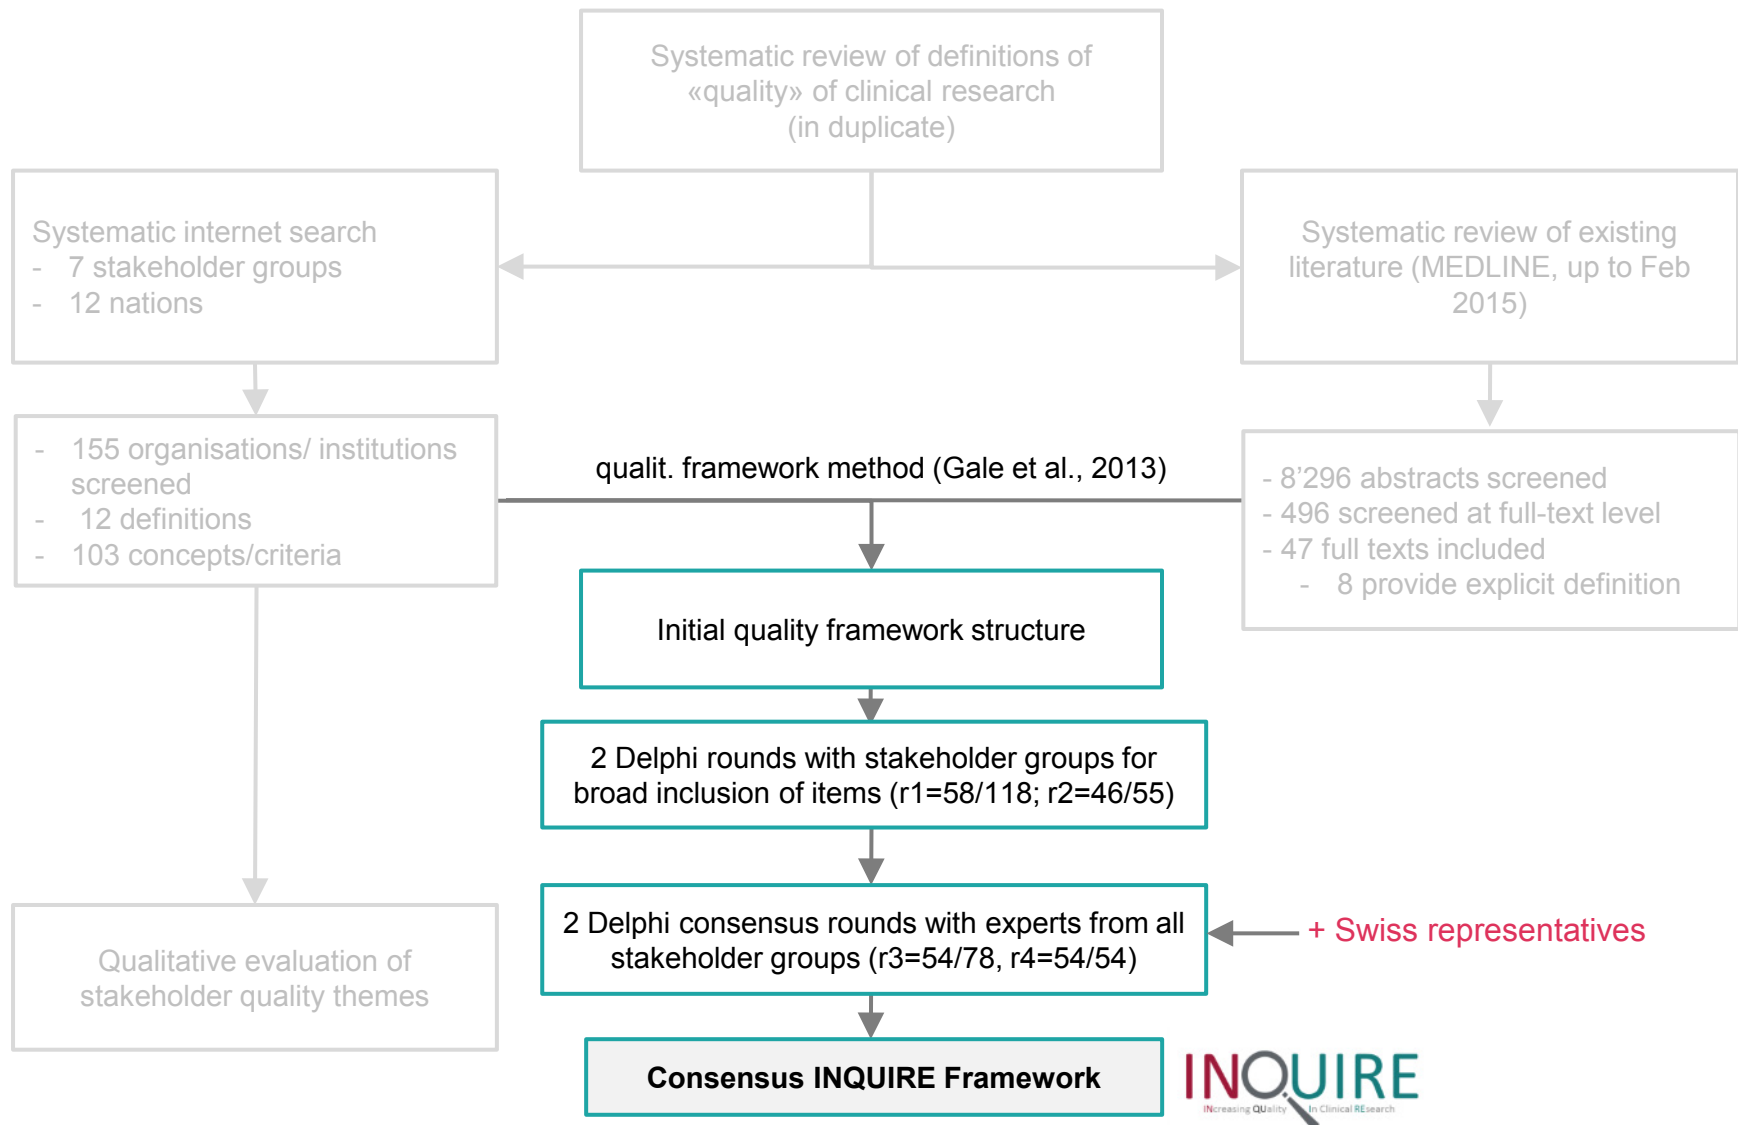 Systematic review of definitions of
«quality» of clinical research
(in duplicate)
Systematic internet search
- 7 stakeholder groups
- 12 nations
Systematic review of existing
literature (MEDLINE, up to Feb
2015)
- 155 organisations/ institutions
screened
- 12 definitions
- 103 concepts/criteria
qualit. framework method (Gale et al., 2013)
- 8’296 abstracts screened
- 496 screened at full-text level
- 47 full texts included
- 8 provide explicit definition
Initial quality framework structure
2 Delphi rounds with stakeholder groups for
broad inclusion of items (r1=58/118; r2=46/55)
2 Delphi consensus rounds with experts from all
stakeholder groups (r3=54/78, r4=54/54)
+ Swiss representatives
Qualitative evaluation of
stakeholder quality themes
Consensus INQUIRE Framework
INQUIRE
INcreasing QUality In Clinical REsearch